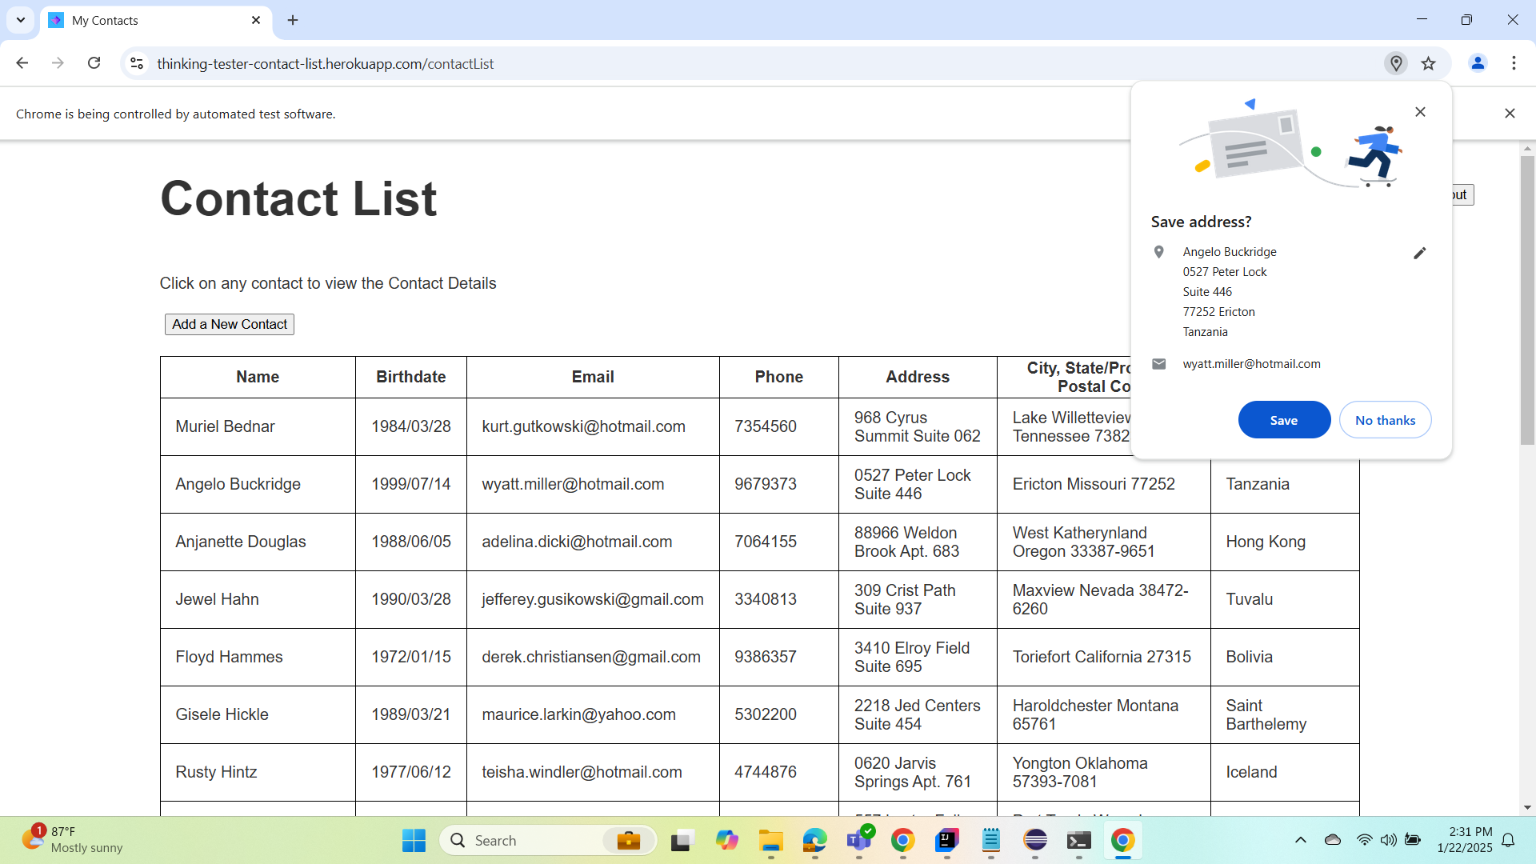 My Contacts
thinking-tester-contact-list.herokuapp.com/contactList
Chrome is being controlled by automated test software.
Contact List
Click on any contact to view the Contact Details
Add a New Contact
Save address?
Angelo Buckridge
0527 Peter Lock
Suite 446
77252 Ericton
Tanzania
wyatt.miller@hotmail.com
Save No thanks
Name Birthdate Email Phone Address
Muriel Bednar 1984/03/28 kurt.gutkowski@hotmail.com 7354560 968 Cyrus
Summit Suite 062
Tennessee 7382
Angelo Buckridge 1999/07/14 wyatt.miller@hotmail.com 9679373 0527 Peter Lock
Suite 446 Ericton Missouri 77252 Tanzania
Anjanette Douglas 1988/06/05 adelina.dicki@hotmail.com 7064155 88966 Weldon
Brook Apt. 683 West Katherynland
Oregon 33387-9651 Hong Kong
Jewel Hahn 1990/03/28 jefferey.gusikowski@gmail.com 3340813 309 Crist Path
Suite 937 Maxview Nevada 38472-
6260 Tuvalu
Floyd Hammes 1972/01/15 derek.christiansen@gmail.com 9386357 3410 Elroy Field
Suite 695 Toriefort California 27315 Bolivia
Gisele Hickle 1989/03/21 maurice.larkin@yahoo.com 5302200 2218 Jed Centers
Suite 454 Haroldchester Montana
65761 Saint
Barthelemy
Rusty Hintz 1977/06/12 teisha.windler@hotmail.com 4744876 0620 Jarvis
Springs Apt. 761 Yongton Oklahoma
57393-7081 Iceland
1
87°F
Mostly sunny
Search
2:31 PM
1/22/2025